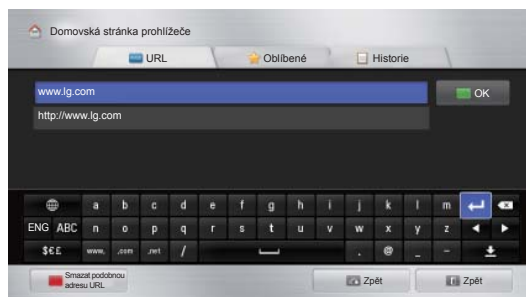 Domovská stránka prohlížeče
URL Oblíbené Historie
www.lg.com OK
http://www.lg.com
a b c d e f g h i j k l m
ENG ABC n o p q r s t u v w x y z
$€£ www. .com .net / . @ _ -
Smazat podobnou
adresu URL
Zpět Zpět